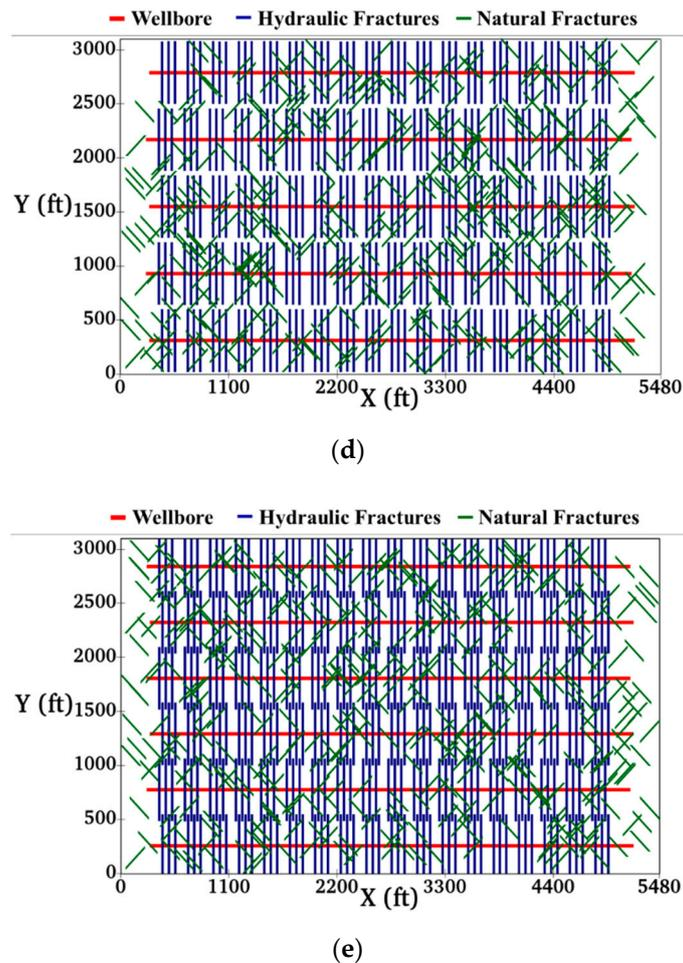 Wellbore Hydraulic Fractures Natural Fractures
3000
2500
2000
Y (ft) 1500
1000
500
0
0 1100 2200 3300 4400 5480
X (ft)
(d)
Wellbore Hydraulic Fractures Natural Fractures
3000
2500
2000
Y (ft) 1500
1000
500
0
0 1100 2200 3300 4400 5480
X (ft)
(e)